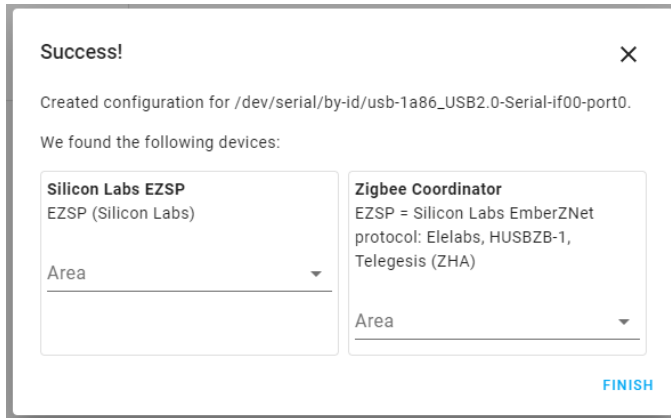 Success!
Created configuration for /dev/serial/by-id/usb-1a86_USB2.0-Serial-if00-port0.
We found the following devices:
Silicon Labs EZSP
EZSP (Silicon Labs)
Area
Zigbee Coordinator
EZSP = Silicon Labs EmberZNet
protocol: Elelabs, HUSBZB-1,
Telegesis (ZHA)
Area
FINISH